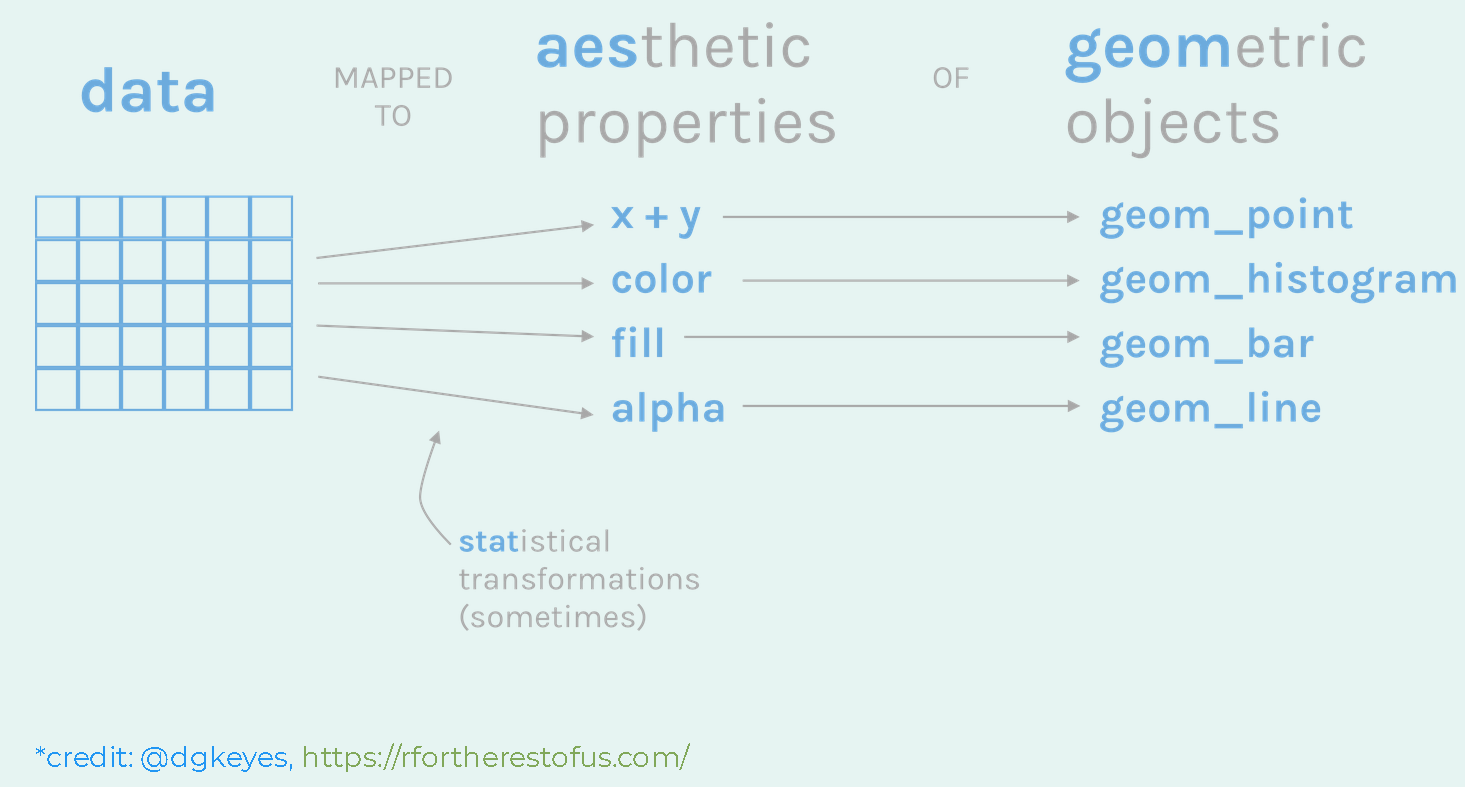 data
MAPPED
TO
aesthetic
properties
OF
geometric
objects
x + y
geom_point
color
geom_histogram
fill
geom_bar
alpha
geom_line
statistical
transformations
(sometimes)
*credit: @dgkeyes, https://rfortherestofus.com/